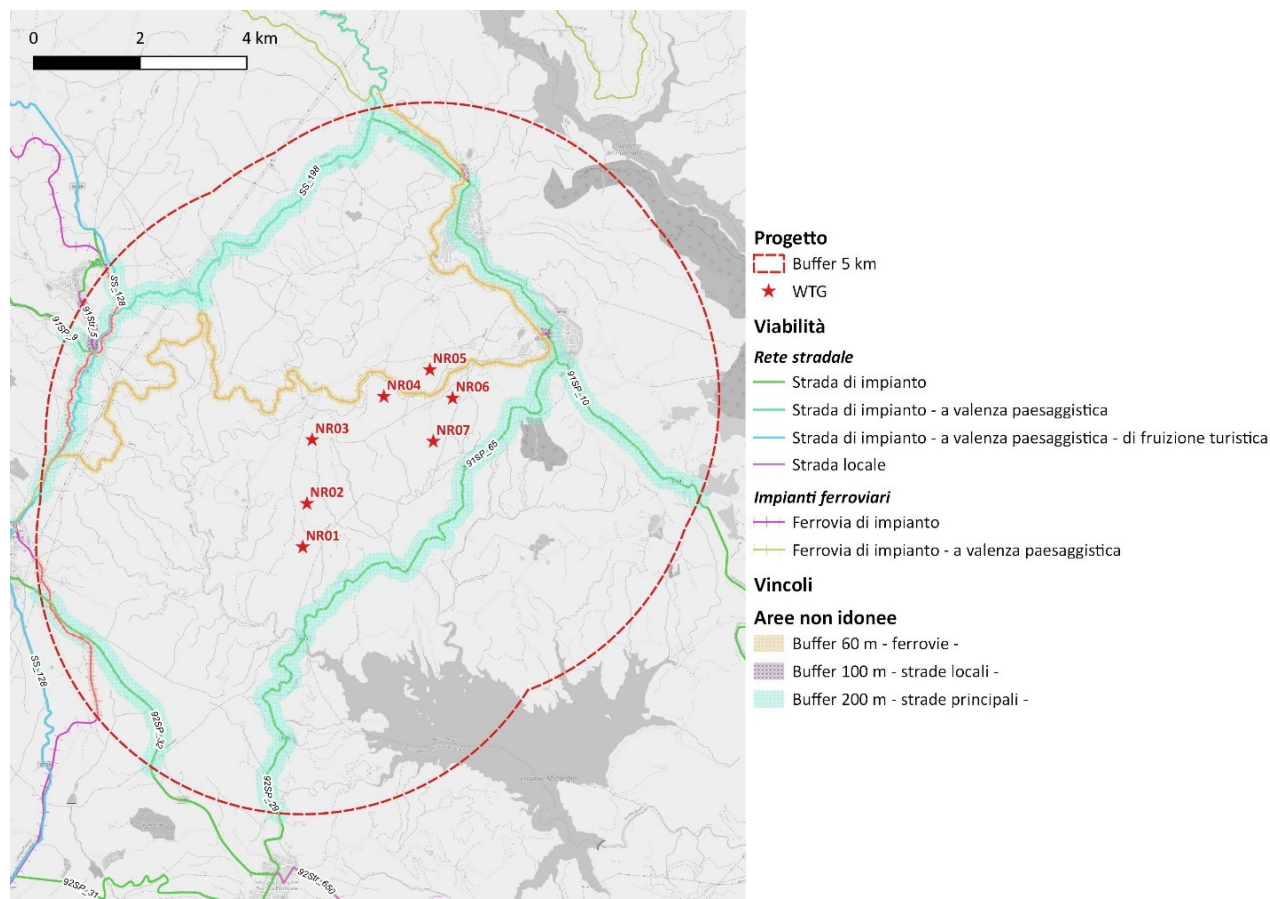 0 2 4 km
SS_198
SS_128
91Str_5
91SP_9
NR05
NR04
NR06
91SP_10
NR03
NR07
91SP_65
NR02
NR01
SS_128
92SP_32
92SP_29
92SP_31
92Str_650
Progetto
Buffer 5 km
WTG
Viabilità
Rete stradale
Strada di impianto
Strada di impianto - a valenza paesaggistica
Strada di impianto - a valenza paesaggistica - di fruizione turistica
Strada locale
Impianti ferroviari
Ferrovia di impianto
Ferrovia di impianto - a valenza paesaggistica
Vincoli
Aree non idonee
Buffer 60 m - ferrovie -
Buffer 100 m - strade locali -
Buffer 200 m - strade principali -